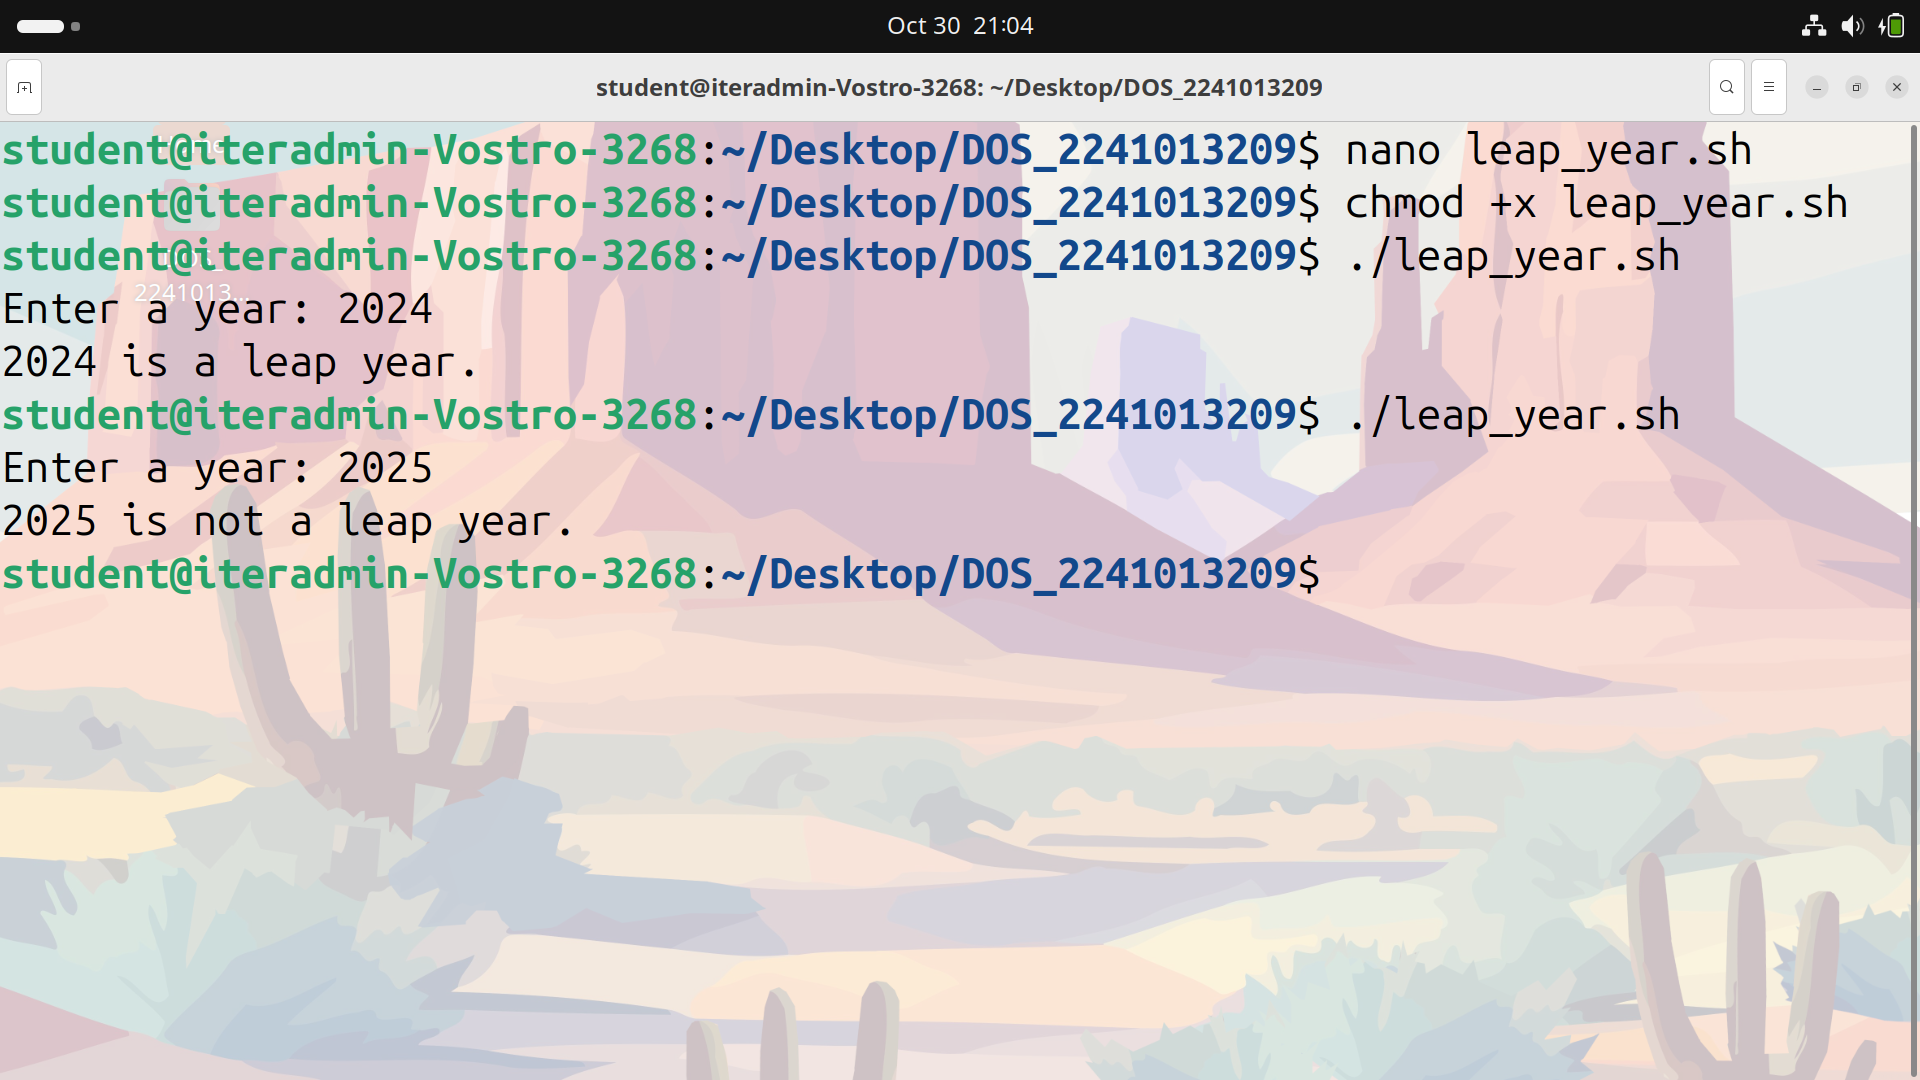 Oct 30 21:04
student@iteradmin-Vostro-3268: ~/Desktop/DOS_2241013209
student@iteradmin-Vostro-3268:~/Desktop/DOS_2241013209$ nano leap_year.sh
student@iteradmin-Vostro-3268:~/Desktop/DOS_2241013209$ chmod +x leap_year.sh
student@iteradmin-Vostro-3268:~/Desktop/DOS_2241013209$ ./leap_year.sh
2241013...
Enter a year: 2024
2024 is a leap year.
student@iteradmin-Vostro-3268:~/Desktop/DOS_2241013209$ ./leap_year.sh
Enter a year: 2025
2025 is not a leap year.
student@iteradmin-Vostro-3268:~/Desktop/DOS_2241013209$